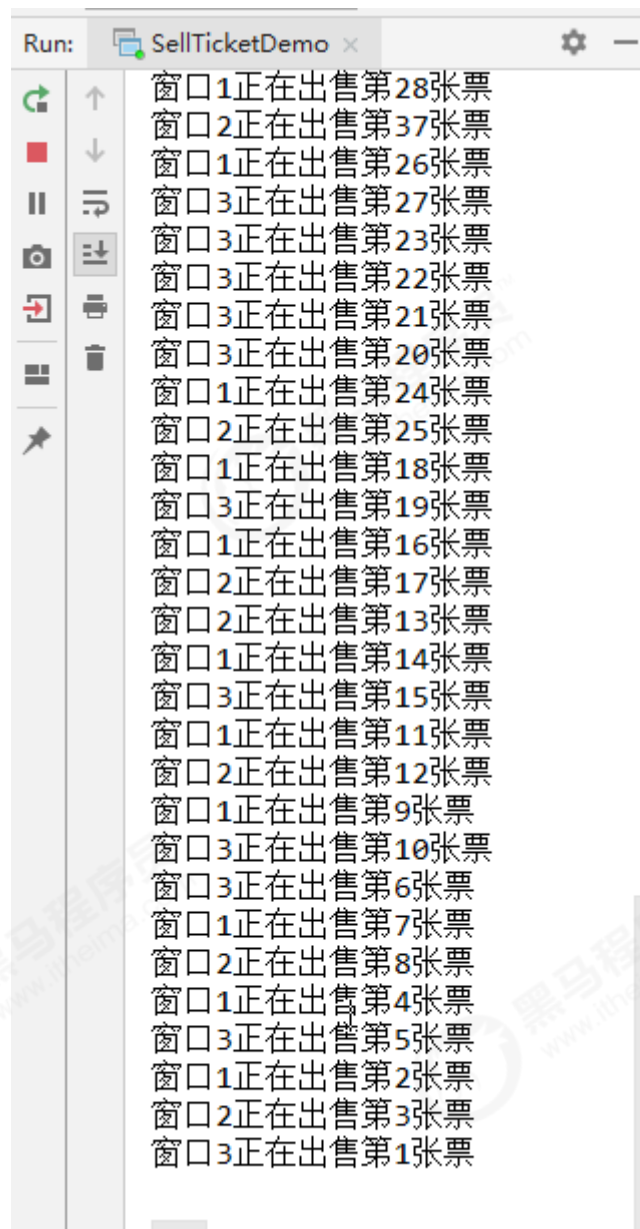 Run: SellTicketDemo
窗口1正在出售第28张票
窗口2正在出售第37张票
窗口1正在出售第26张票
窗口3正在出售第27张票
窗口3正在出售第23张票
窗口3正在出售第22张票
窗口3正在出售第21张票
窗口3正在出售第20张票
窗口1正在出售第24张票
窗口2正在出售第25张票
窗口1正在出售第18张票
窗口3正在出售第19张票
窗口1正在出售第16张票
窗口2正在出售第17张票
窗口2正在出售第13张票
窗口1正在出售第14张票
窗口3正在出售第15张票
窗口1正在出售第11张票
窗口2正在出售第12张票
窗口1正在出售第9张票
窗口3正在出售第10张票
窗口3正在出售第6张票
窗口1正在出售第7张票
窗口2正在出售第8张票
窗口1正在出售第4张票
窗口3正在出售第5张票
窗口1正在出售第2张票
窗口2正在出售第3张票
窗口3正在出售第1张票
黑马程序员
www.itheima.com